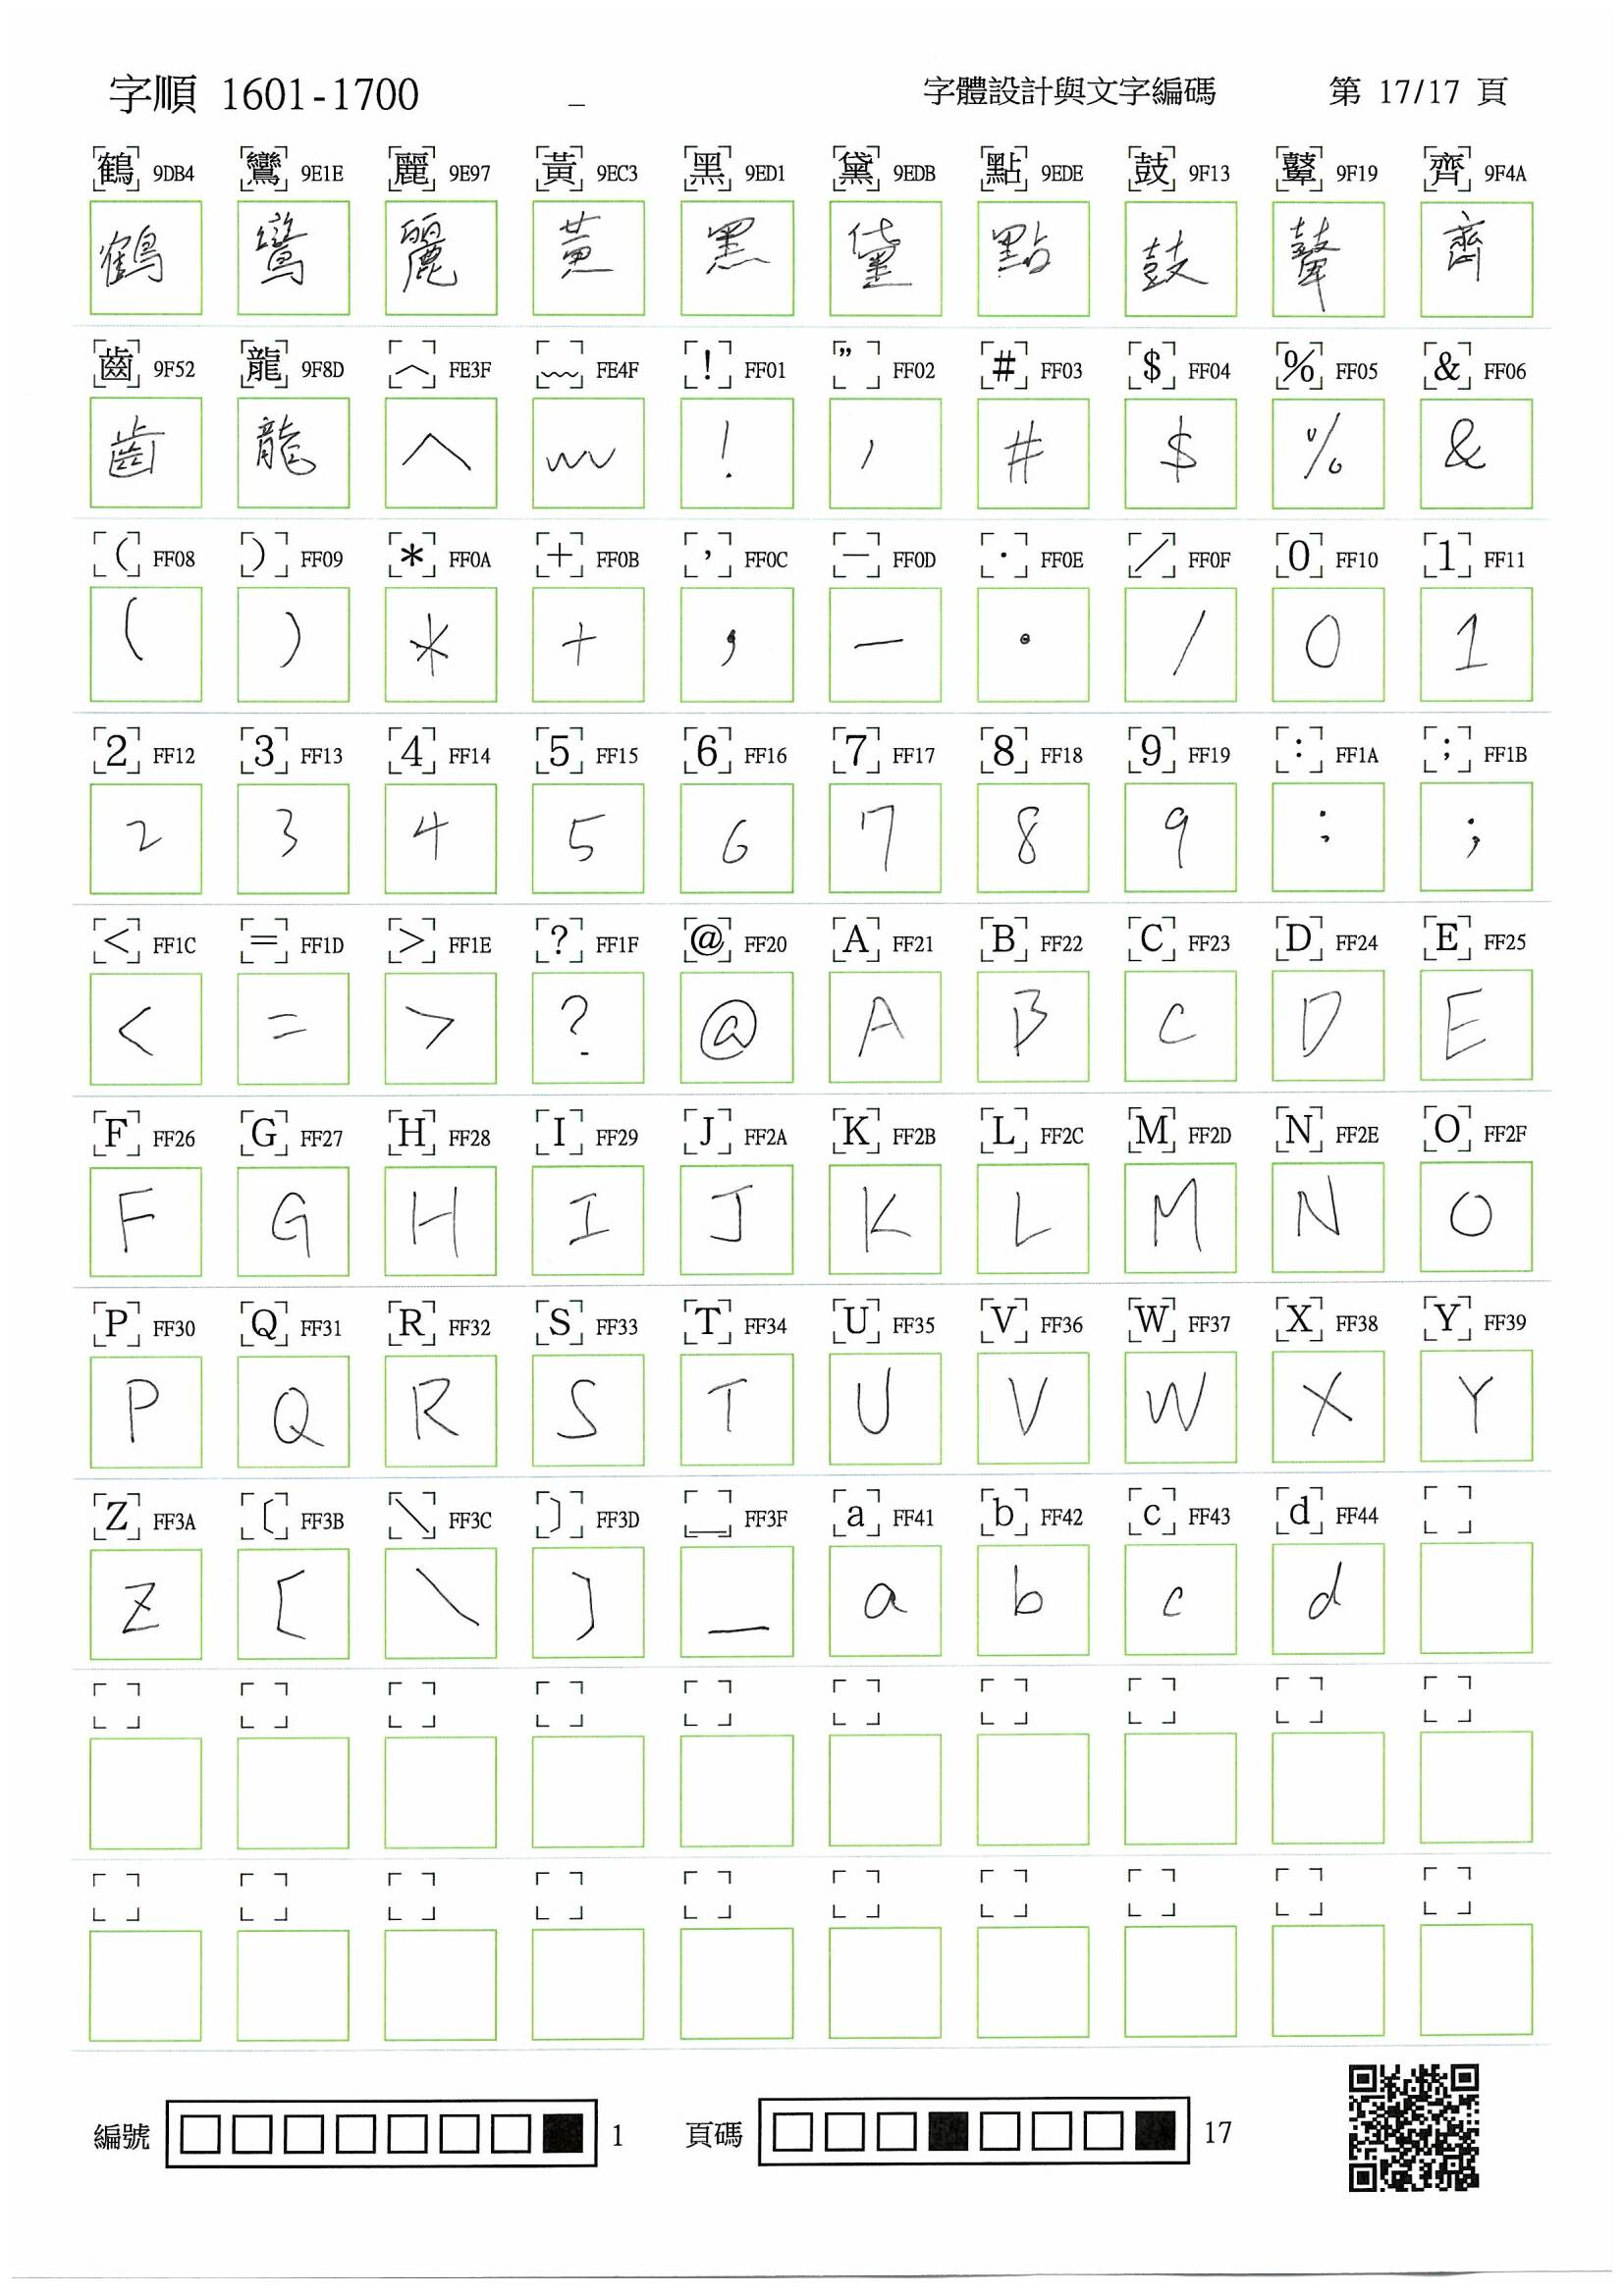 字順 1601-1700 _ 字體設計與文字編碼 第 17/17 頁
鶴 9DB4 鸞 9E1E 麗 9E97 黃 9EC3 黑 9ED1 黛 9EDB 點 9EDE 鼓 9F13 鼙 9F19 齊 9F4A
鶴 鸞 麗 黃 黑 黛 點 鼓 鼙 齊
齒 9F52 龍 9F8D ︿ FE3F ﹏ FE4F ! FF01 ” FF02 # FF03 $ FF04 % FF05 & FF06
齒 龍 ︿ ﹏ ! ′ # $ % &
( FF08 ) FF09 * FF0A + FF0B , FF0C － FF0D . FF0E / FF0F 0 FF10 1 FF11
( ) * + , － . / 0 1
2 FF12 3 FF13 4 FF14 5 FF15 6 FF16 7 FF17 8 FF18 9 FF19 : FF1A ; FF1B
2 3 4 5 6 7 8 9 : ;
< FF1C = FF1D > FF1E ? FF1F @ FF20 A FF21 B FF22 C FF23 D FF24 E FF25
< = > ? @ A B C D E
F FF26 G FF27 H FF28 I FF29 J FF2A K FF2B L FF2C M FF2D N FF2E O FF2F
F G H I J K L M N O
P FF30 Q FF31 R FF32 S FF33 T FF34 U FF35 V FF36 W FF37 X FF38 Y FF39
P Q R S T U V W X Y
Z FF3A 〔 FF3B \ FF3C 〕 FF3D _ FF3F a FF41 b FF42 c FF43 d FF44
Z [ \ ] _ a b c d
編號 1 頁碼 17